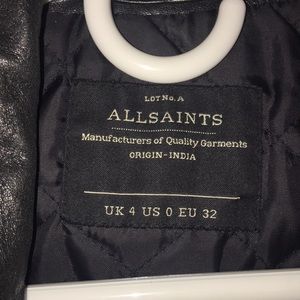 LOT No. A
ALLSAINTS
Manufacturers of Quality Garments
ORIGIN-INDIA
UK 4 US 0 EU 32